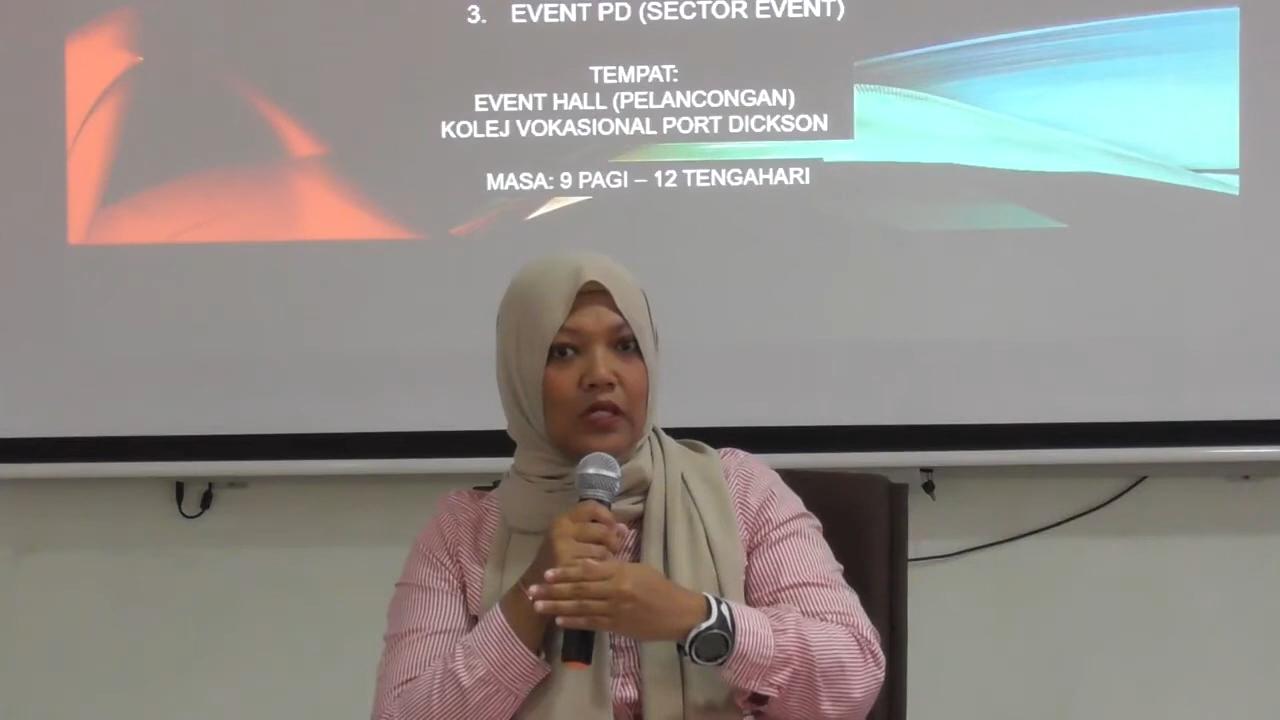 3. EVENT PD (SECTOR EVENT)
TEMPAT:
EVENT HALL (PELANCONGAN)
KOLEJ VOKASIONAL PORT DICKSON
MASA: 9 PAGI – 12 TENGAHARI